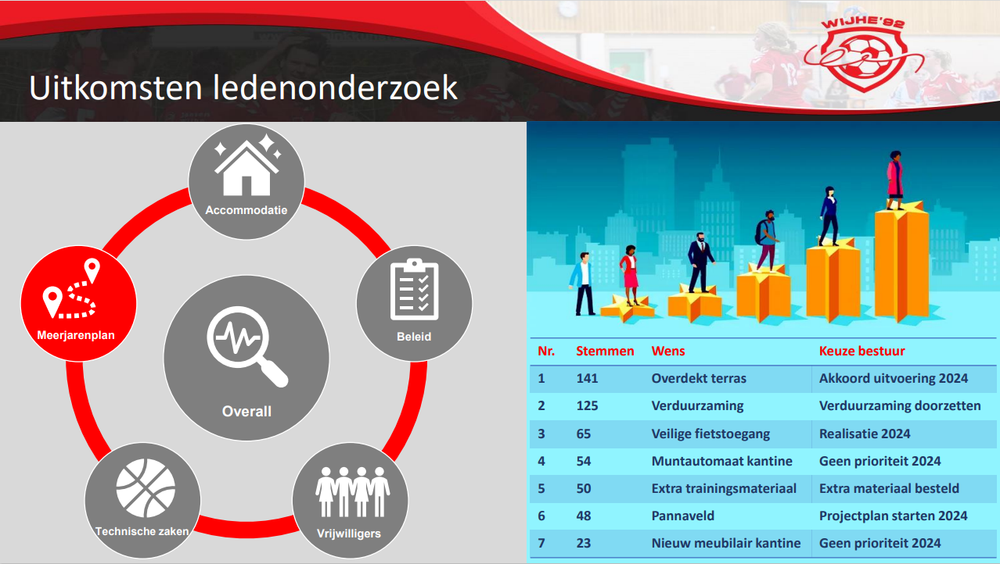 WIJHE'92
Uitkomsten ledenonderzoek
Accommodatie
Meerjarenplan
Beleid
Overall
Technische zaken
Vrijwilligers
Nr. Stemmen Wens Keuze bestuur
1 141 Overdekt terras Akkoord uitvoering 2024
2 125 Verduurzaming Verduurzaming doorzetten
3 65 Veilige fietstoegang Realisatie 2024
4 54 Muntautomaat kantine Geen prioriteit 2024
5 50 Extra trainingsmateriaal Extra materiaal besteld
6 48 Pannaveld Projectplan starten 2024
7 23 Nieuw meubilair kantine Geen prioriteit 2024